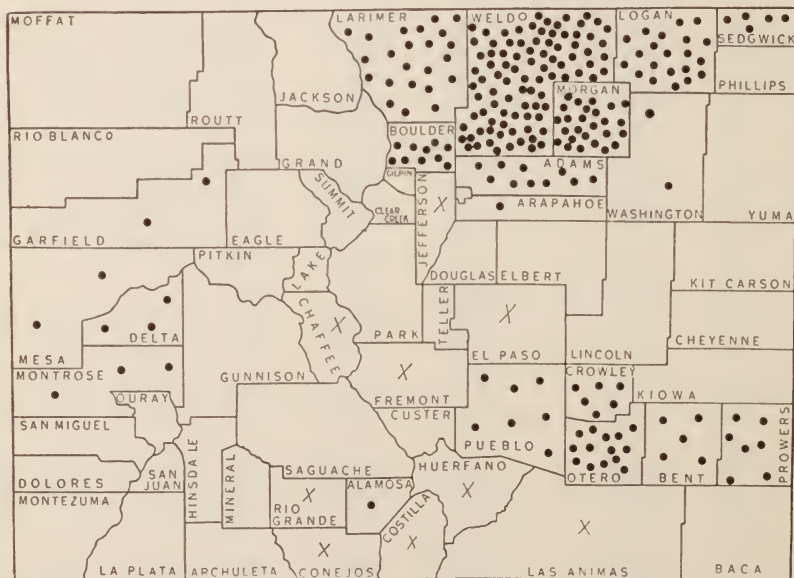 MOFFAT
LARIMER
WELDO
LOGAN
SEDGWICK
JACKSON
MORGAN
PHILLIPS
ROUTT
RIO BLANCO
BOULDER
GRAND
ADAMS
GILPIN
SUMMIT
CLEAR CREEK
JEFFERSON
X
ARAPAHOE
WASHINGTON
YUMA
GARFIELD
EAGLE
PITKIN
LAKE
DOUGLAS
ELBERT
KIT CARSON
CHAFFEE
X
TELLER
X
DELTA
PARK
CHEYENNE
MESA
EL PASO
LINCOLN
MONTROSE
GUNNISON
X
CROWLEY
OURAY
FREMONT
KIOWA
CUSTER
SAN MIGUEL
PUEBLO
PROWERS
HINSDALE
MINERAL
SAN JUAN
SAGUACHE
HUERFANO
OTERO
BENT
DOLORES
ALAMOSA
MONTEZUMA
X
RIO GRANDE
COSTILLA
X
X
X
X
LA PLATA
ARCHULETA
CONEJOS
LAS ANIMAS
BACA